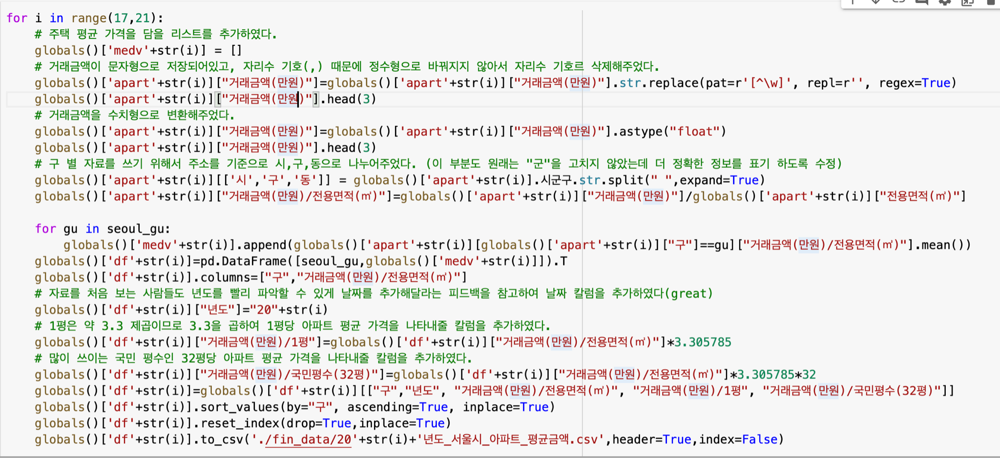 for i in range(17,21):
    # 주택 평균 가격을 담을 리스트를 추가하였다.
    globals()['medv'+str(i)] = []
    # 거래금액이 문자형으로 저장되어있고, 자리수 기호(,) 때문에 정수형으로 바꿔지지 않아서 자리수 기호르 삭제해주었다.
    globals()['apart'+str(i)]["거래금액(만원)"]=globals()['apart'+str(i)]["거래금액(만원)"].str.replace(pat=r'[^\w]', repl=r'', regex=True)
    globals()['apart'+str(i)]["거래금액(만원)"].head(3)
    # 거래금액을 수치형으로 변환해주었다.
    globals()['apart'+str(i)]["거래금액(만원)"]=globals()['apart'+str(i)]["거래금액(만원)"].astype("float")
    globals()['apart'+str(i)]["거래금액(만원)"].head(3)
    # 구 별 자료를 쓰기 위해서 주소를 기준으로 시,구,동으로 나누어주었다. (이 부분도 원래는 "군"을 고치지 않았는데 더 정확한 정보를 표기 하도록 수정)
    globals()['apart'+str(i)][['시','구','동']] = globals()['apart'+str(i)].시군구.str.split(" ",expand=True)
    globals()['apart'+str(i)]["거래금액(만원)/전용면적(㎡)"]=globals()['apart'+str(i)]["거래금액(만원)"]/globals()['apart'+str(i)]["전용면적(㎡)"]
    for gu in seoul_gu:
        globals()['medv'+str(i)].append(globals()['apart'+str(i)][globals()['apart'+str(i)]["구"]==gu]["거래금액(만원)/전용면적(㎡)"].mean())
    globals()['df'+str(i)]=pd.DataFrame([seoul_gu,globals()['medv'+str(i)]]).T
    globals()['df'+str(i)].columns=["구","거래금액(만원)/전용면적(㎡)"]
    # 자료를 처음 보는 사람들도 년도를 빨리 파악할 수 있게 날짜를 추가해달라는 피드백을 참고하여 날짜 칼럼을 추가하였다(great)
    globals()['df'+str(i)]["년도"]="20"+str(i)
    # 1평은 약 3.3 제곱이므로 3.3을 곱하여 1평당 아파트 평균 가격을 나타내줄 칼럼을 추가하였다.
    globals()['df'+str(i)]["거래금액(만원)/1평"]=globals()['df'+str(i)]["거래금액(만원)/전용면적(㎡)"]*3.305785
    # 많이 쓰이는 국민 평수인 32평당 아파트 평균 가격을 나타내줄 칼럼을 추가하였다.
    globals()['df'+str(i)]["거래금액(만원)/국민평수(32평)"]=globals()['df'+str(i)]["거래금액(만원)/전용면적(㎡)"]*3.305785*32
    globals()['df'+str(i)]=globals()['df'+str(i)][["구","년도", "거래금액(만원)/전용면적(㎡)", "거래금액(만원)/1평", "거래금액(만원)/국민평수(32평)"]]
    globals()['df'+str(i)].sort_values(by="구", ascending=True, inplace=True)
    globals()['df'+str(i)].reset_index(drop=True,inplace=True)
    globals()['df'+str(i)].to_csv('./fin_data/20'+str(i)+'년도_서울시_아파트_평균금액.csv',header=True,index=False)